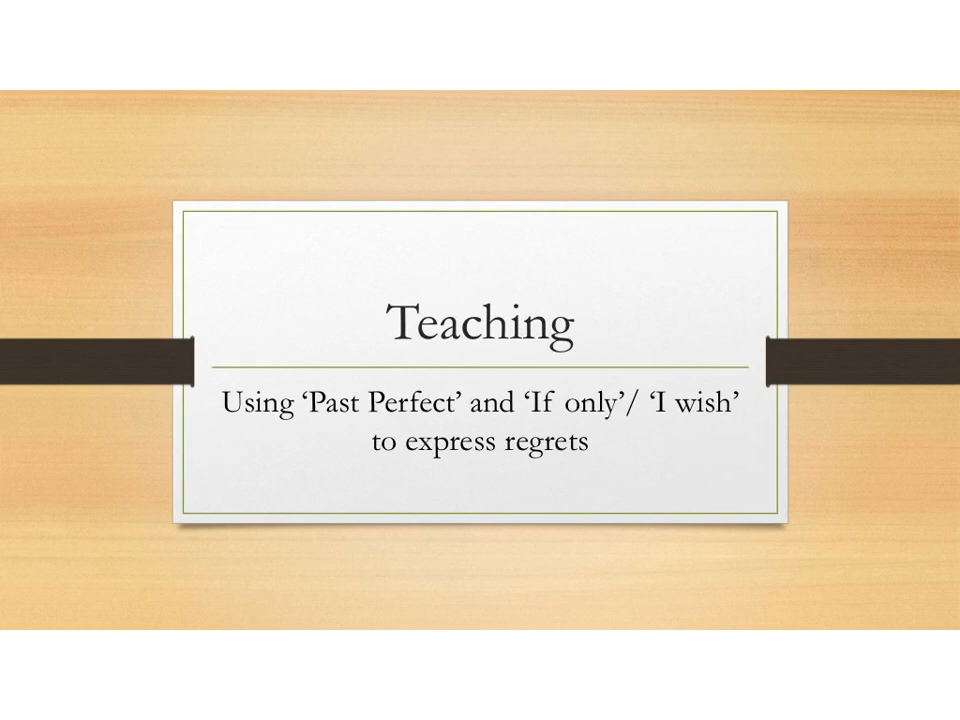 Teaching
Using ‘Past Perfect’ and ‘If only’/ ‘I wish’
to express regrets